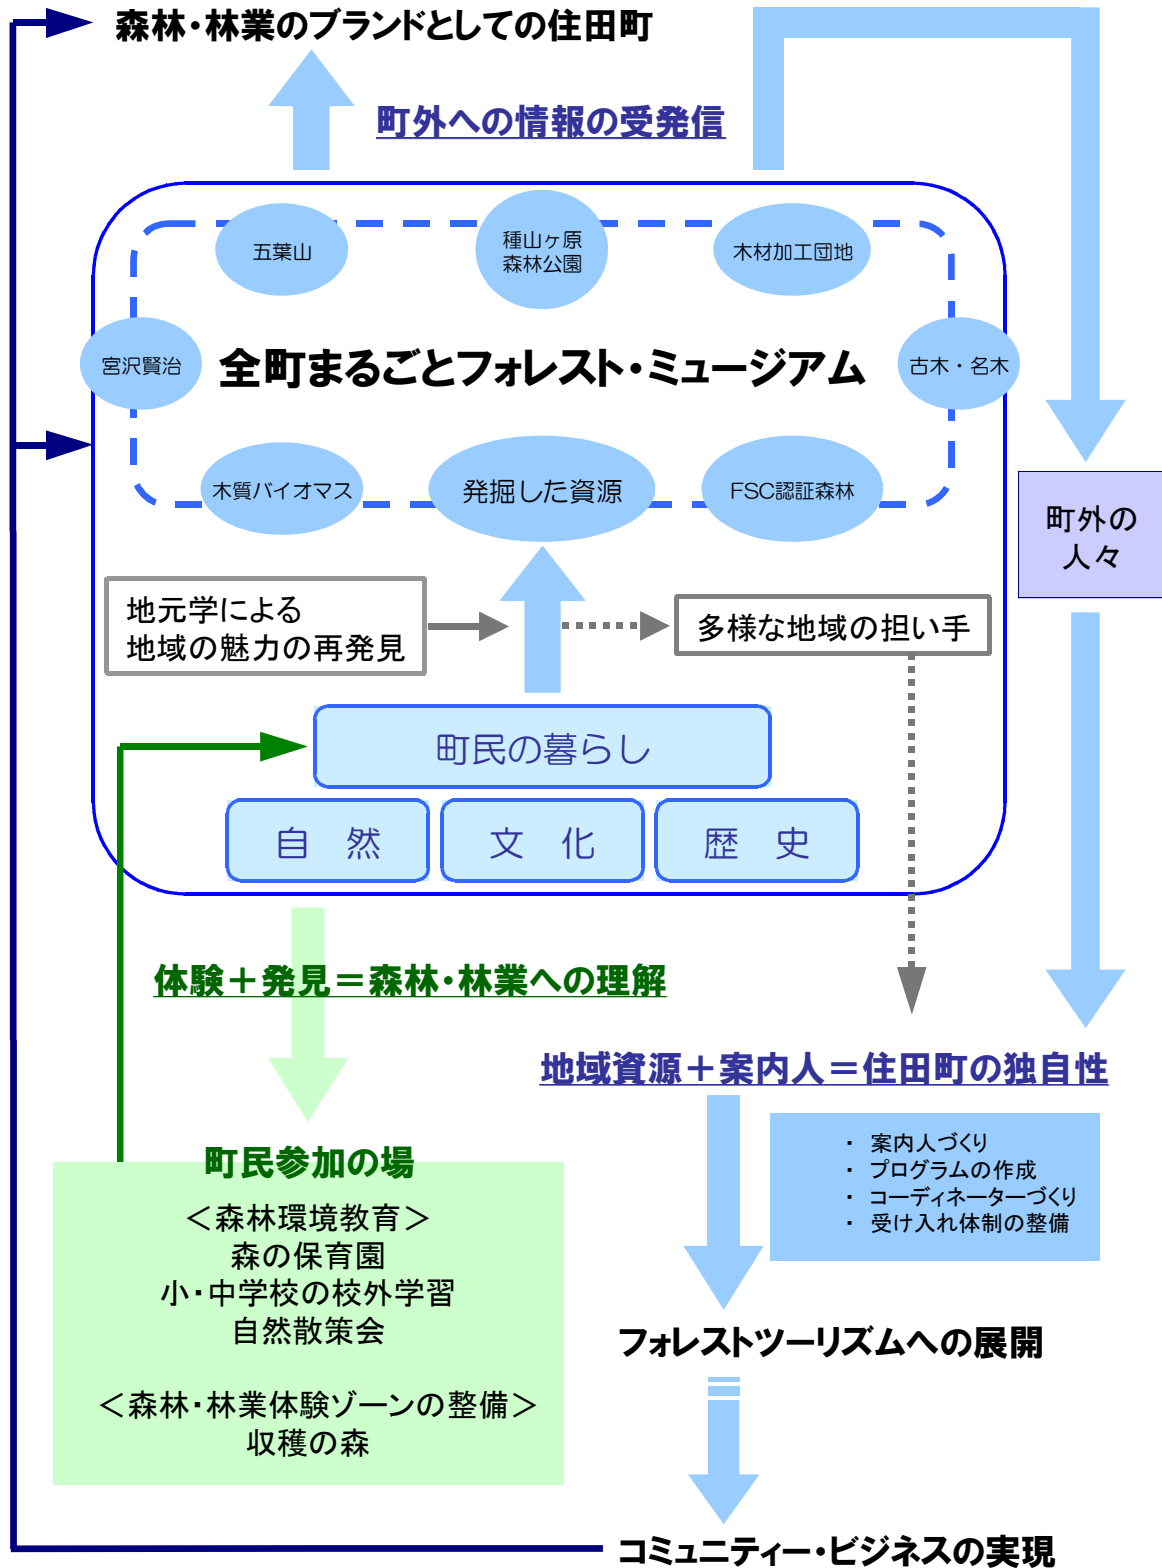 森林・林業のブランドとしての住田町
町外への情報の受発信
五葉山
種山ヶ原
森林公園
木材加工団地
宮沢賢治
全町まるごとフォレスト・ミュージアム
古木・名木
木質バイオマス
発掘した資源
FSC認証森林
町外の
人々
地元学による
地域の魅力の再発見
多様な地域の担い手
町民の暮らし
自　然
文　化
歴　史
体験＋発見＝森林・林業への理解
地域資源＋案内人＝住田町の独自性
・ 案内人づくり
・ プログラムの作成
・ コーディネーターづくり
・ 受け入れ体制の整備
町民参加の場
＜森林環境教育＞
森の保育園
小・中学校の校外学習
自然散策会
＜森林・林業体験ゾーンの整備＞
収穫の森
フォレストツーリズムへの展開
コミュニティー・ビジネスの実現